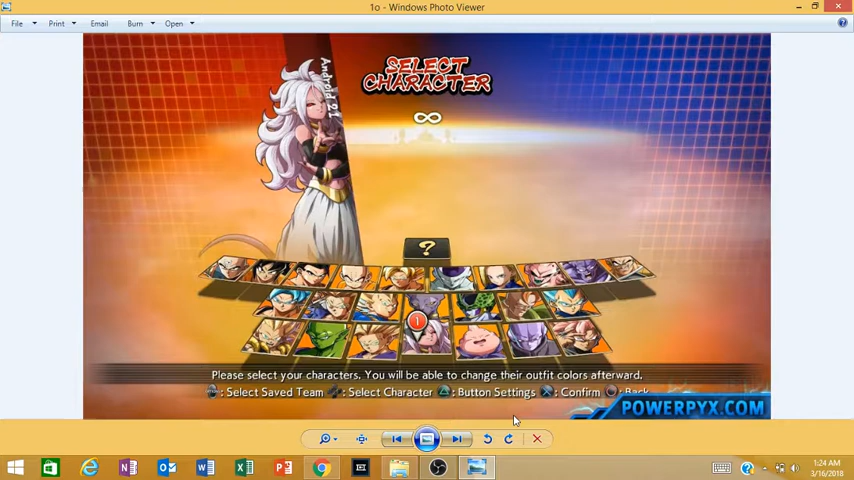 1o - Windows Photo Viewer
File Print Email Burn Open
Android 21
SELECT
CHARACTER
∞
?
1
Please select your characters. You will be able to change their outfit colors afterward.
: Select Saved Team : Select Character : Button Settings : Confirm : Back
POWERPYX.COM
1:24 AM
3/16/2018